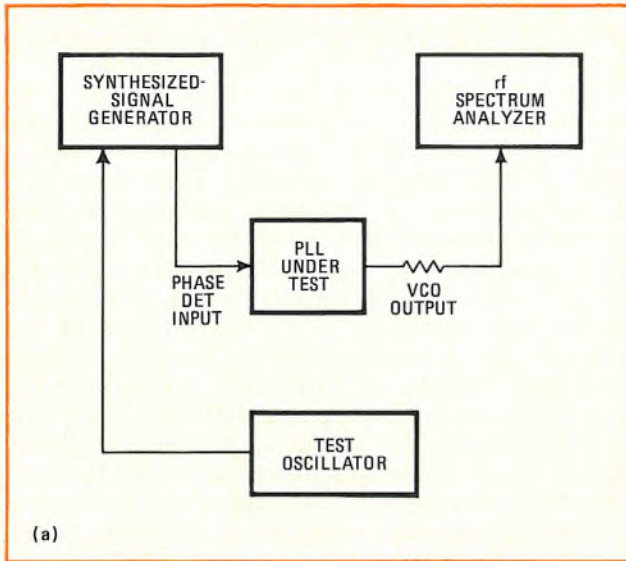 SYNTHESIZED-
SIGNAL
GENERATOR
rf
SPECTRUM
ANALYZER
PHASE
DET
INPUT
PLL
UNDER
TEST
VCO
OUTPUT
TEST
OSCILLATOR
(a)